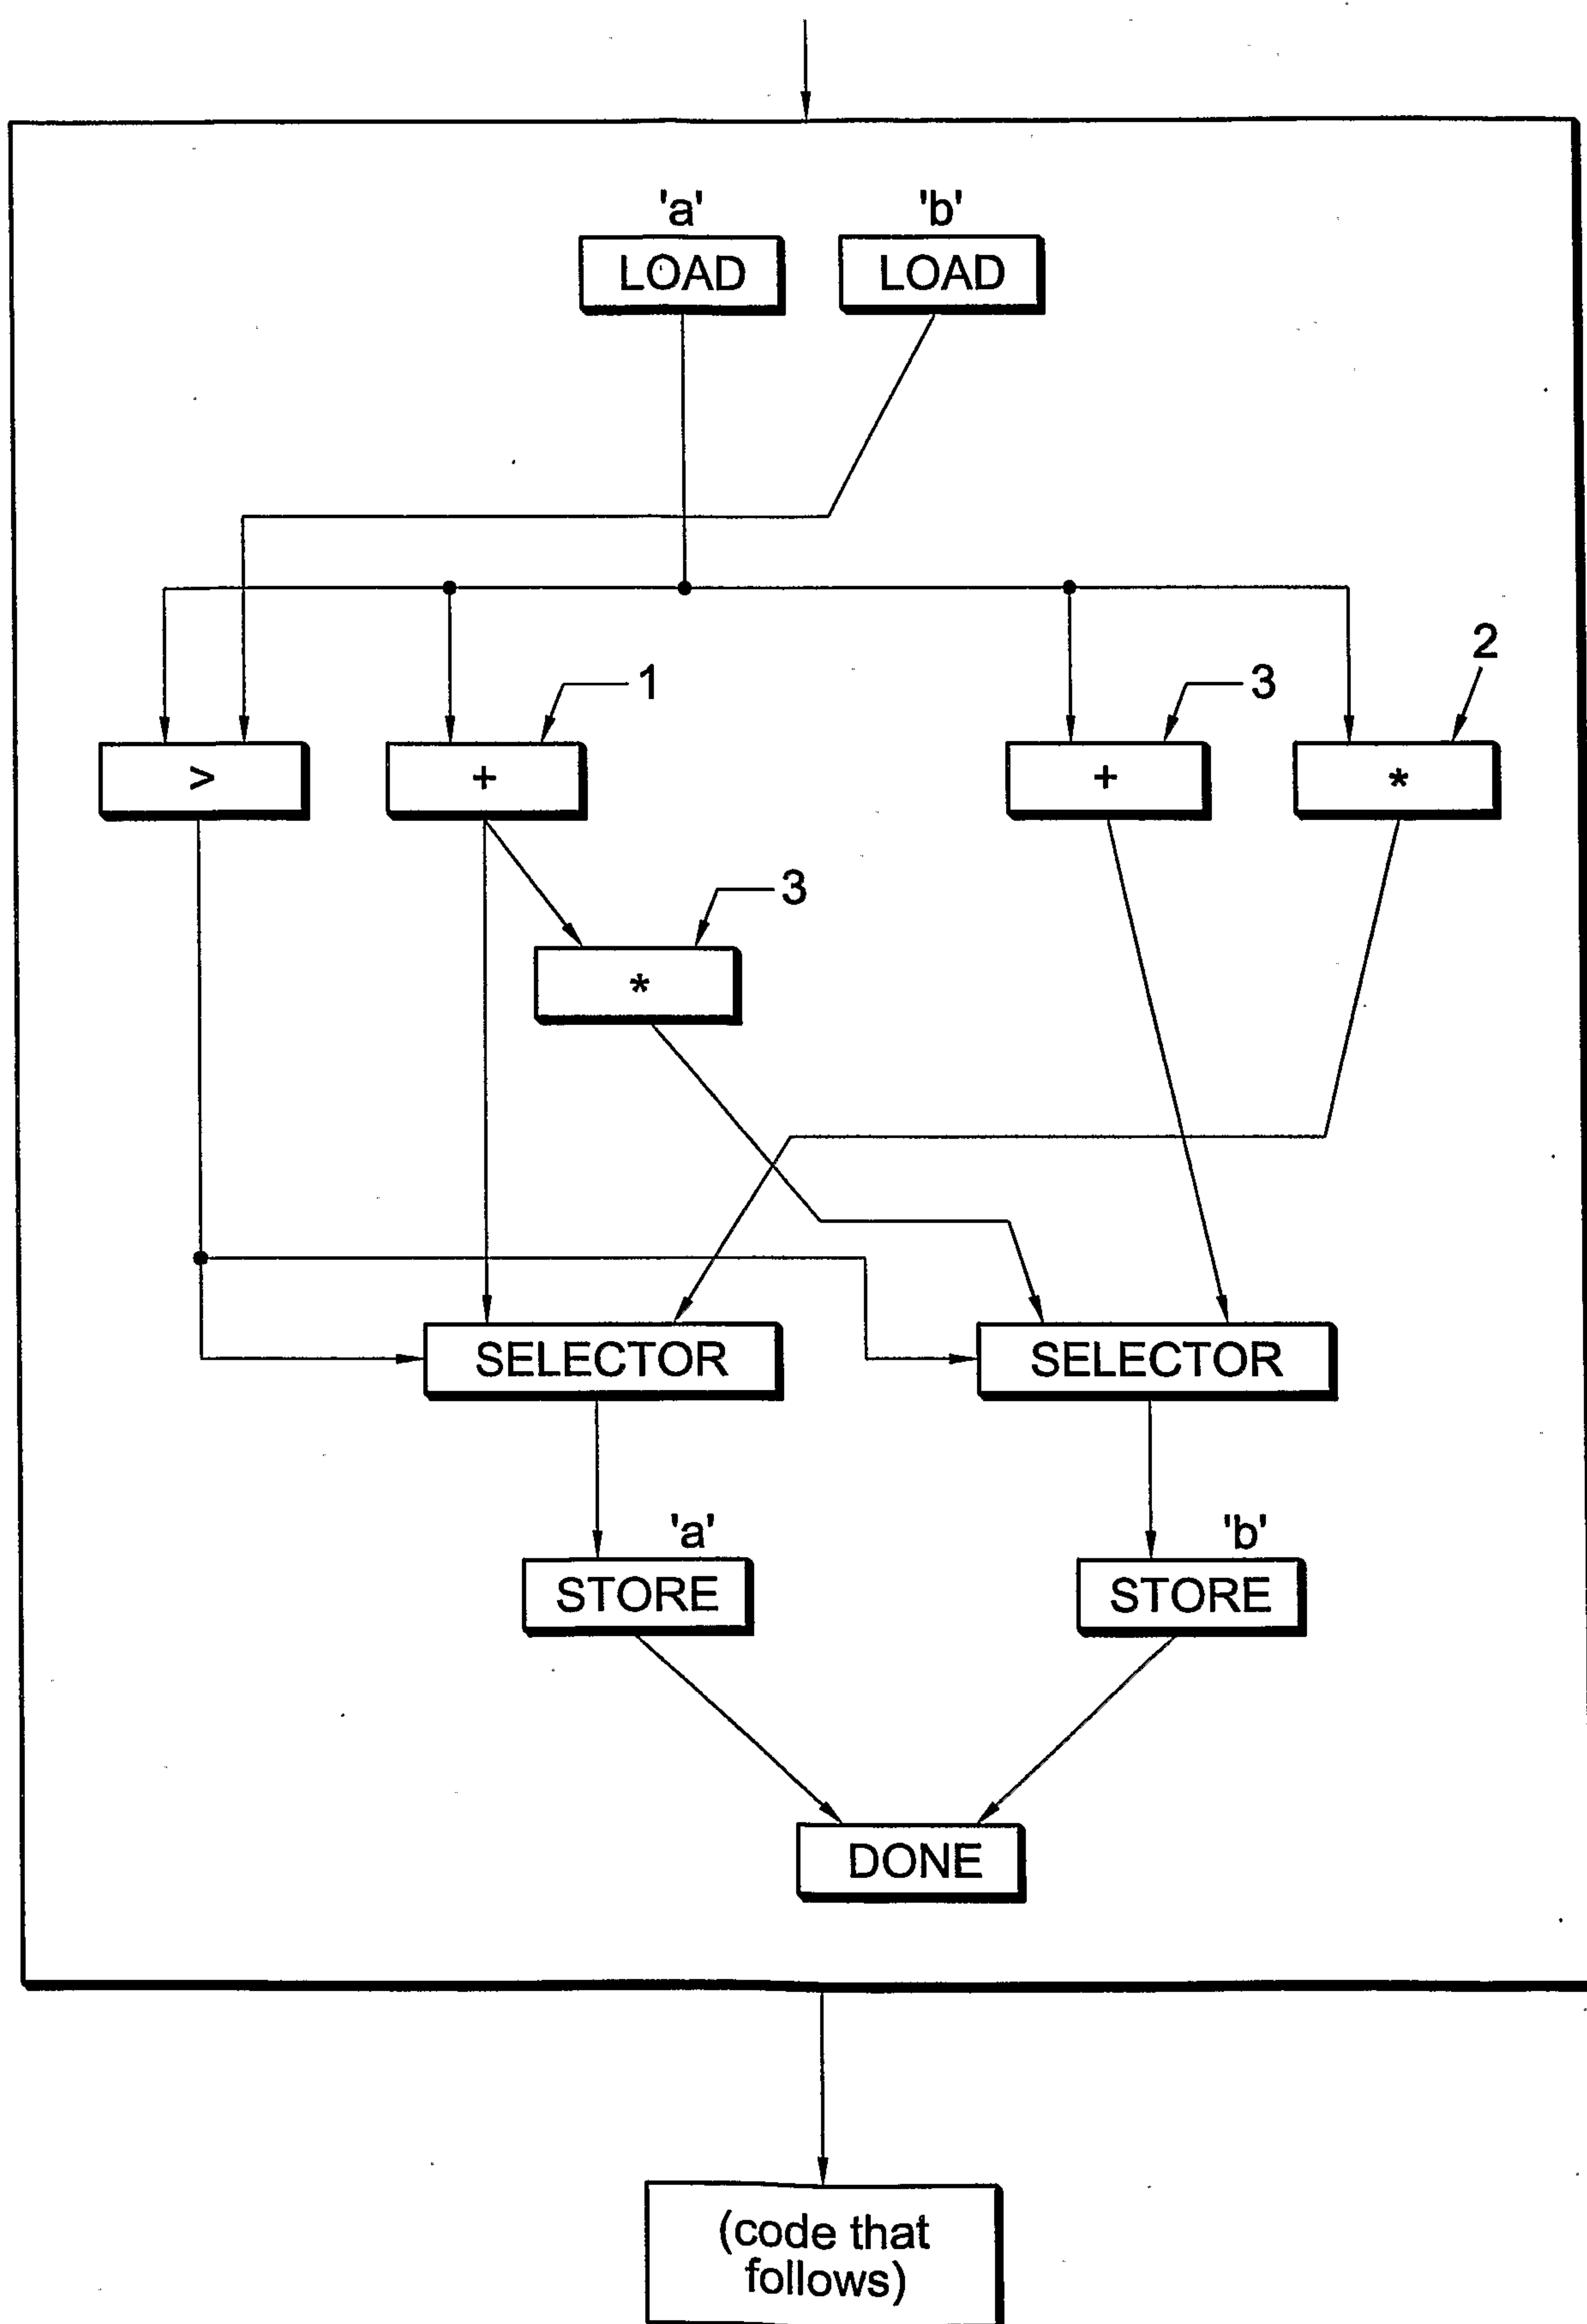 'a' 'b'
LOAD LOAD
1 3 2
> + + *
3
*
SELECTOR SELECTOR
'a' 'b'
STORE STORE
DONE
(code that
follows)